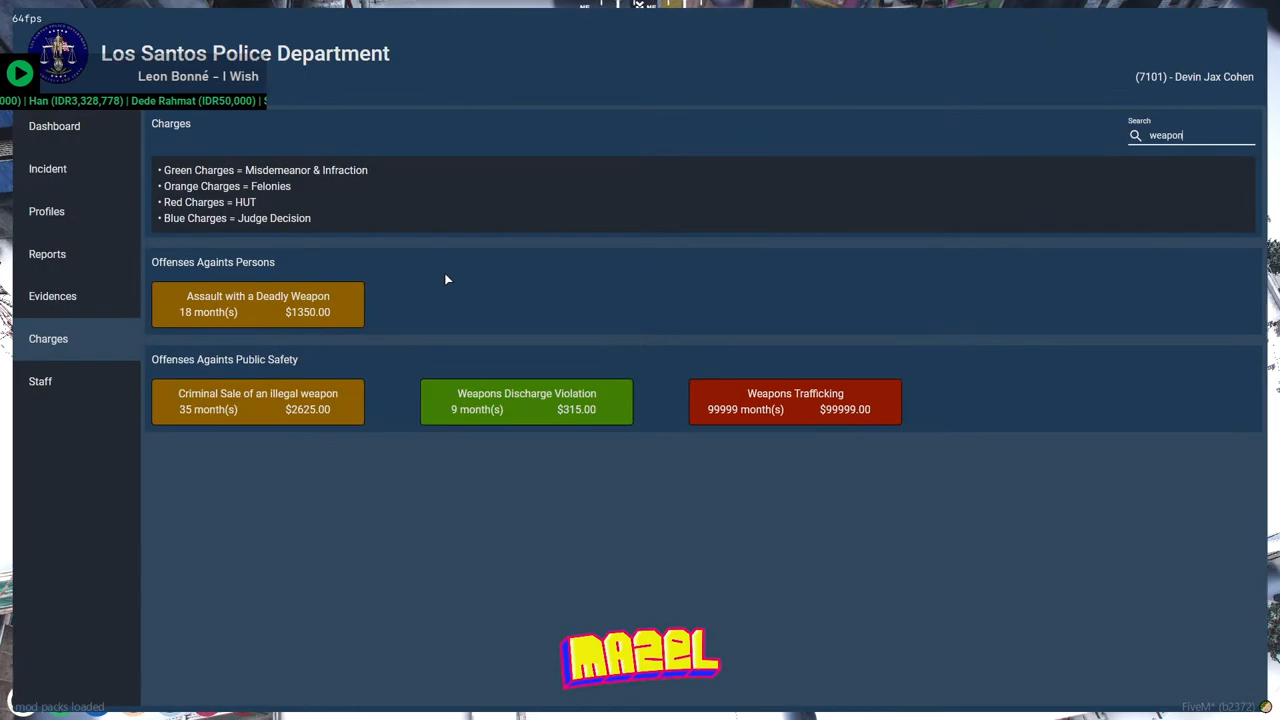 64fps
Los Santos Police Department
Leon Bonné - I Wish
(7101) - Devin Jax Cohen
000) | Han (IDR3,328,778) | Dede Rahmat (IDR50,000) | S
Dashboard
Incident
Profiles
Reports
Evidences
Charges
Staff
Charges
Search
weapon
• Green Charges = Misdemeanor & Infraction
• Orange Charges = Felonies
• Red Charges = HUT
• Blue Charges = Judge Decision
Offenses Againts Persons
Assault with a Deadly Weapon
18 month(s) $1350.00
Offenses Againts Public Safety
Criminal Sale of an illegal weapon
35 month(s) $2625.00
Weapons Discharge Violation
9 month(s) $315.00
Weapons Trafficking
99999 month(s) $99999.00
MAZEL
mod packs loaded
FiveM* (b2372)